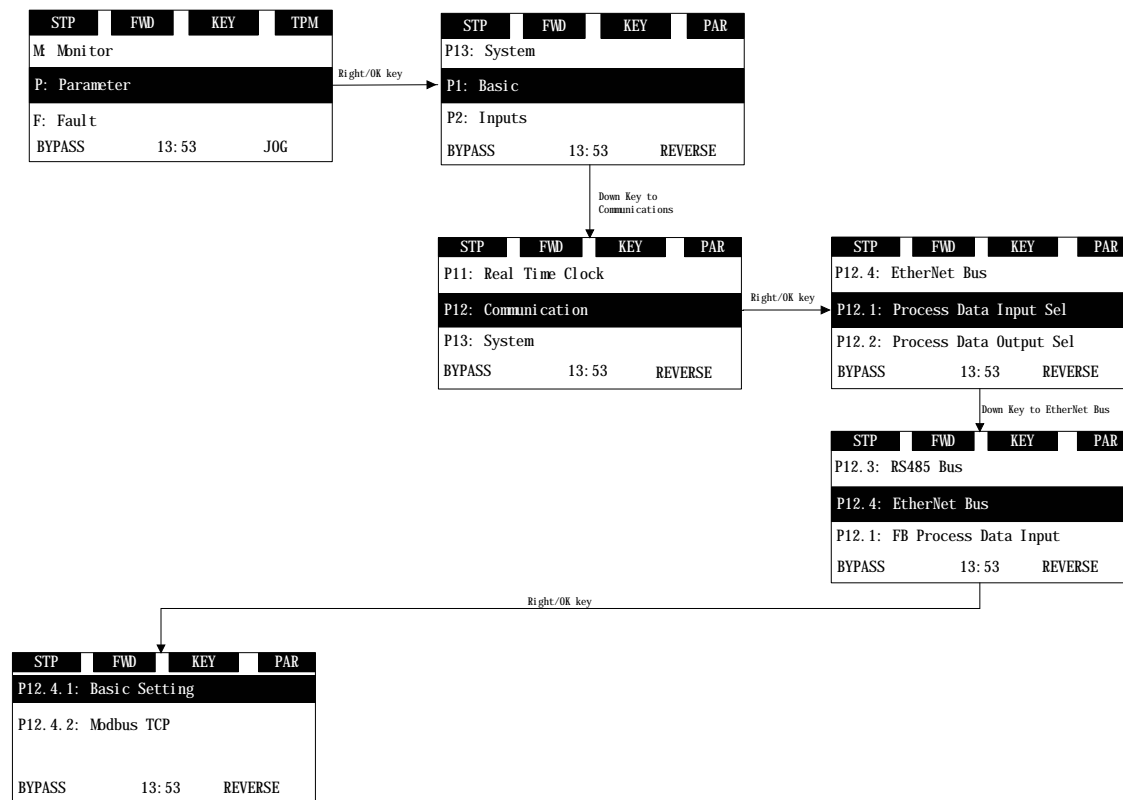 STP FWD KEY TPM
M: Monitor
P: Parameter
F: Fault
BYPASS 13:53 JOG
Right/OK key
STP FWD KEY PAR
P13: System
P1: Basic
P2: Inputs
BYPASS 13:53 REVERSE
Down Key to
Communications
STP FWD KEY PAR
P11: Real Time Clock
P12: Communication
P13: System
BYPASS 13:53 REVERSE
Right/OK key
STP FWD KEY PAR
P12.4: EtherNet Bus
P12.1: Process Data Input Sel
P12.2: Process Data Output Sel
BYPASS 13:53 REVERSE
Down Key to EtherNet Bus
STP FWD KEY PAR
P12.3: RS485 Bus
P12.4: EtherNet Bus
P12.1: FB Process Data Input
BYPASS 13:53 REVERSE
Right/OK key
STP FWD KEY PAR
P12.4.1: Basic Setting
P12.4.2: Modbus TCP
BYPASS 13:53 REVERSE